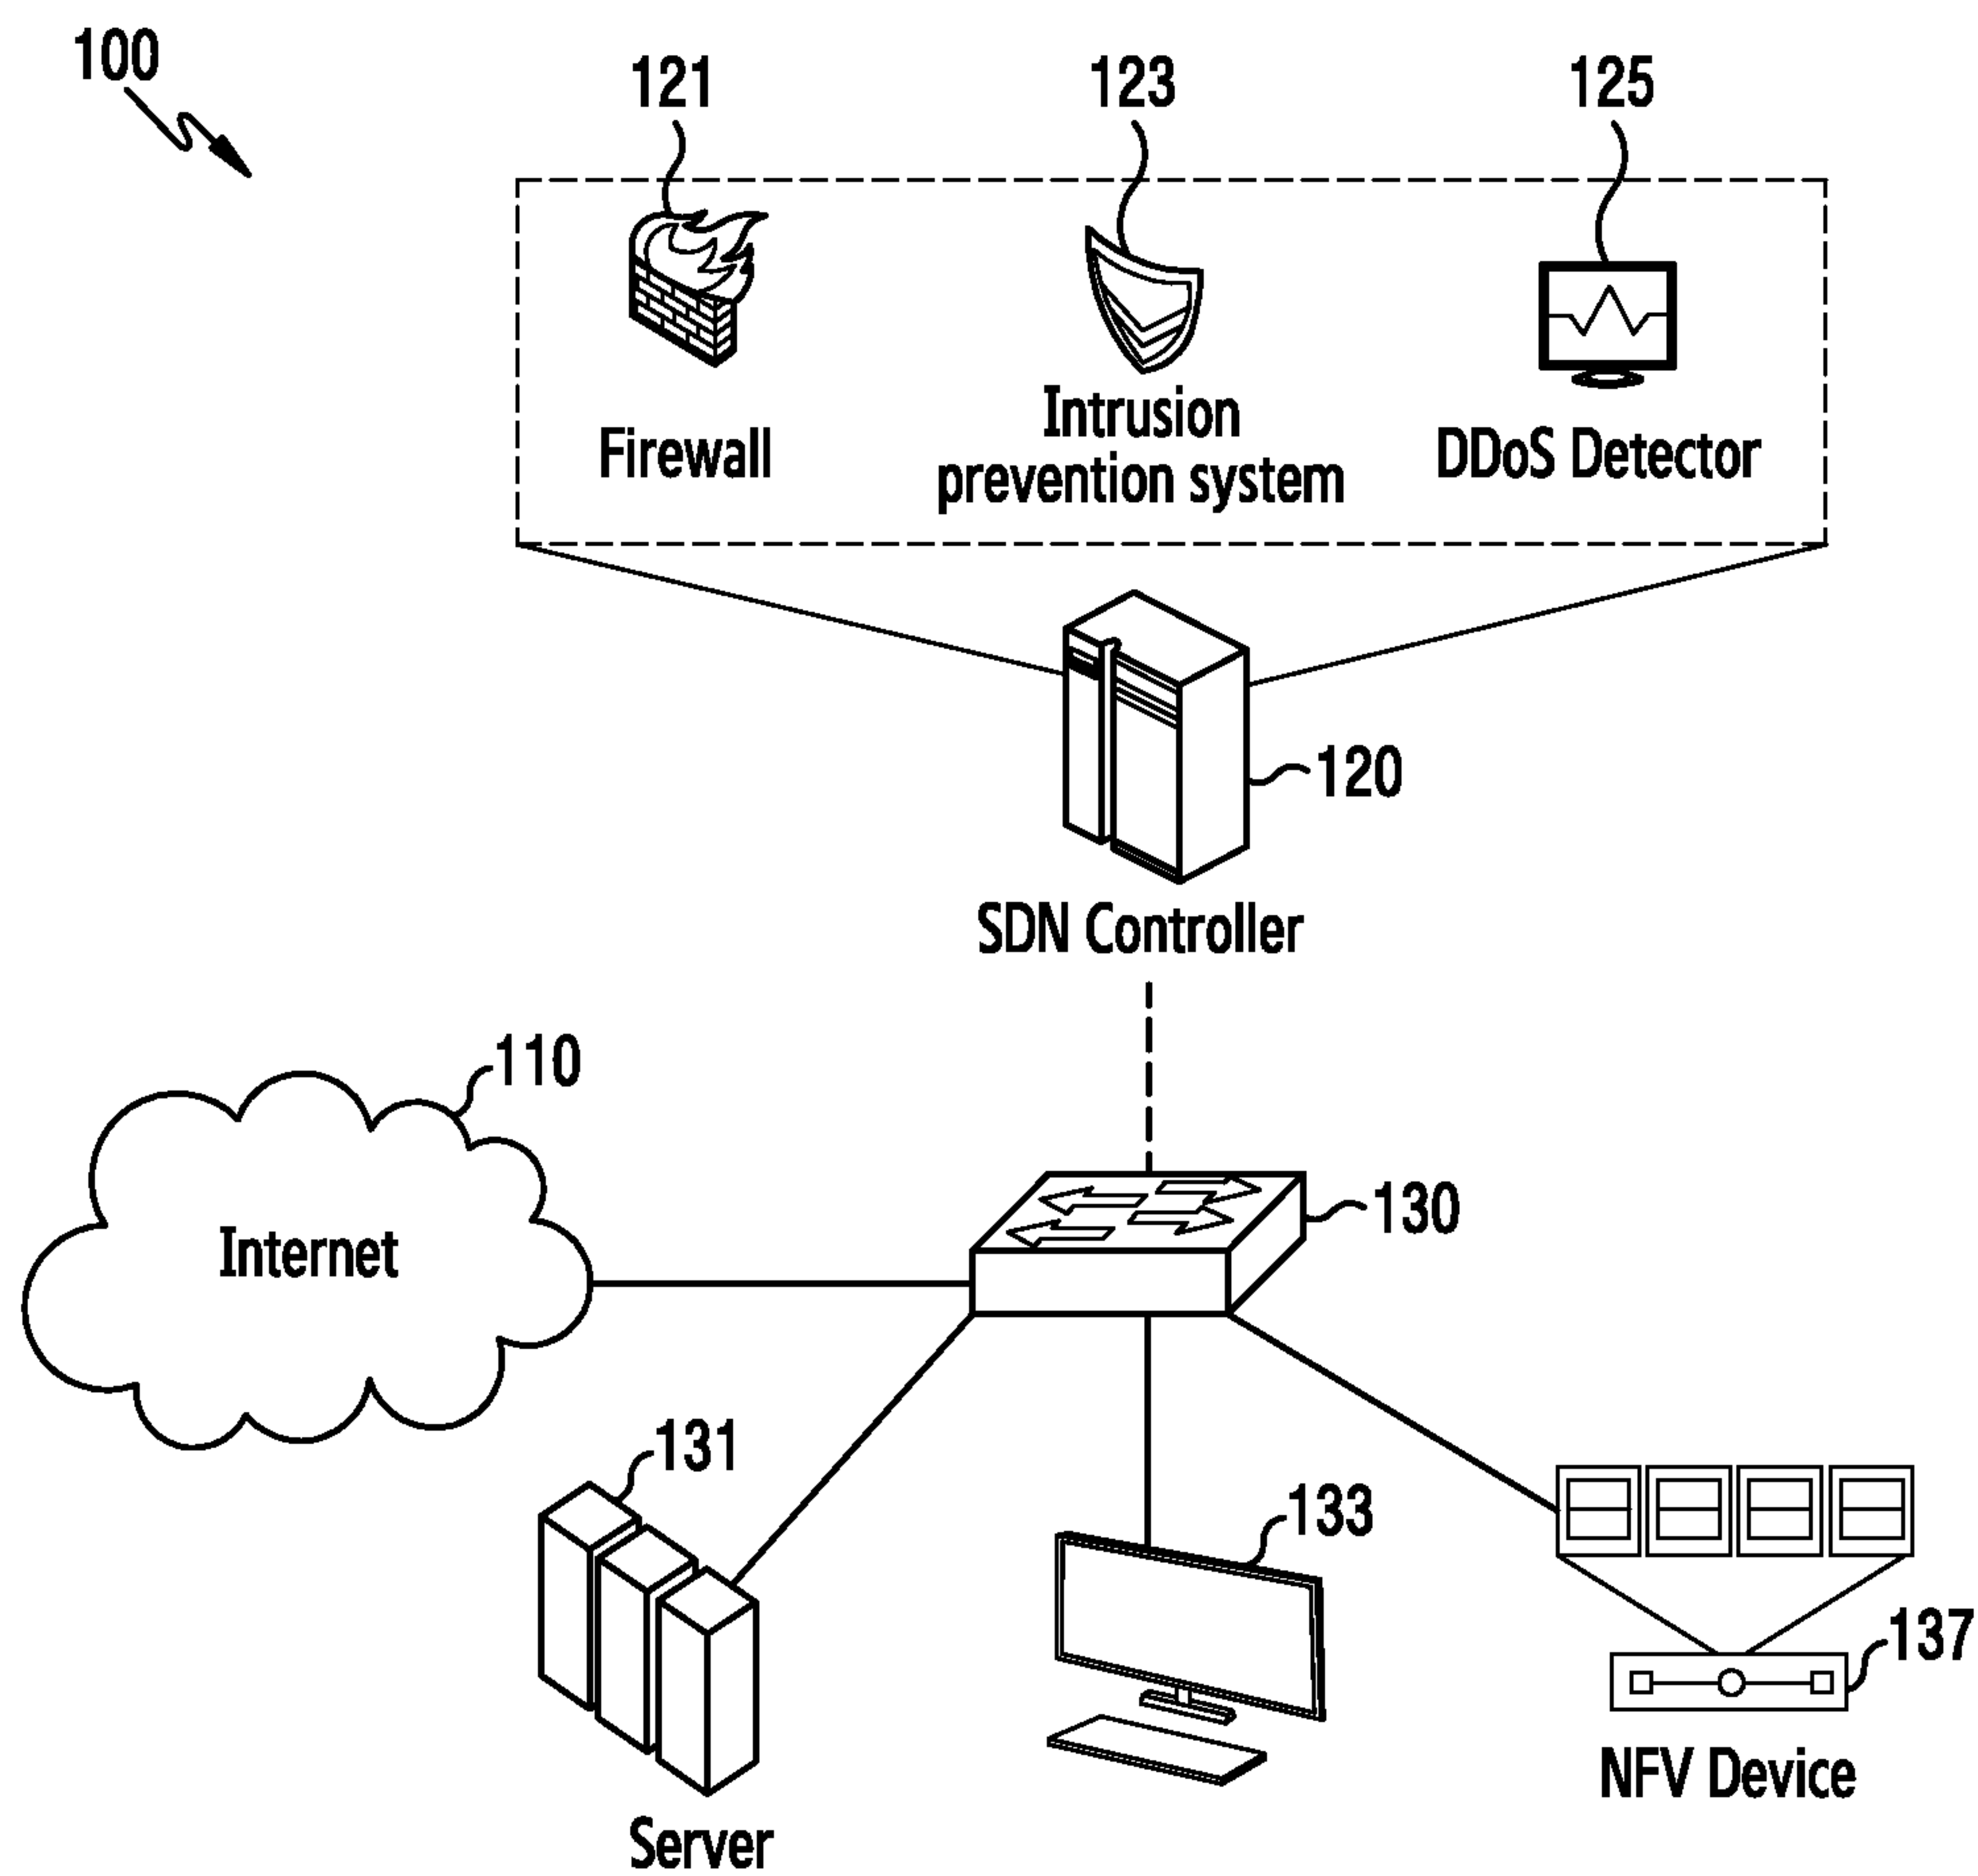 100
121
123
125
Firewall
Intrusion
prevention system
DDoS Detector
120
SDN Controller
110
130
Internet
131
133
137
NFV Device
Server